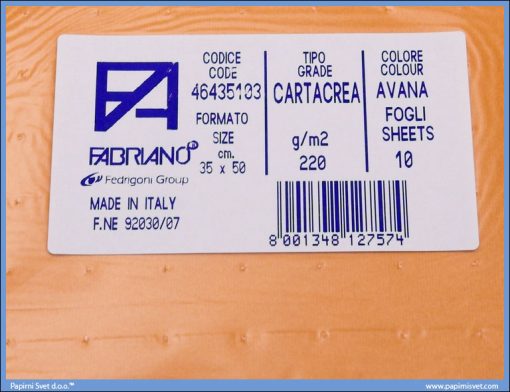 FABRIANO®
Fedrigoni Group
MADE IN ITALY
F.NE 92030/07
CODICE
CODE
46435103
FORMATO
SIZE
cm.
35 x 50
TIPO
GRADE
CARTACREA
g/m2
220
COLORE
COLOUR
AVANA
FOGLI
SHEETS
10
8 001348 127574
Papirni Svet d.o.o.™
www.papirnisvet.com